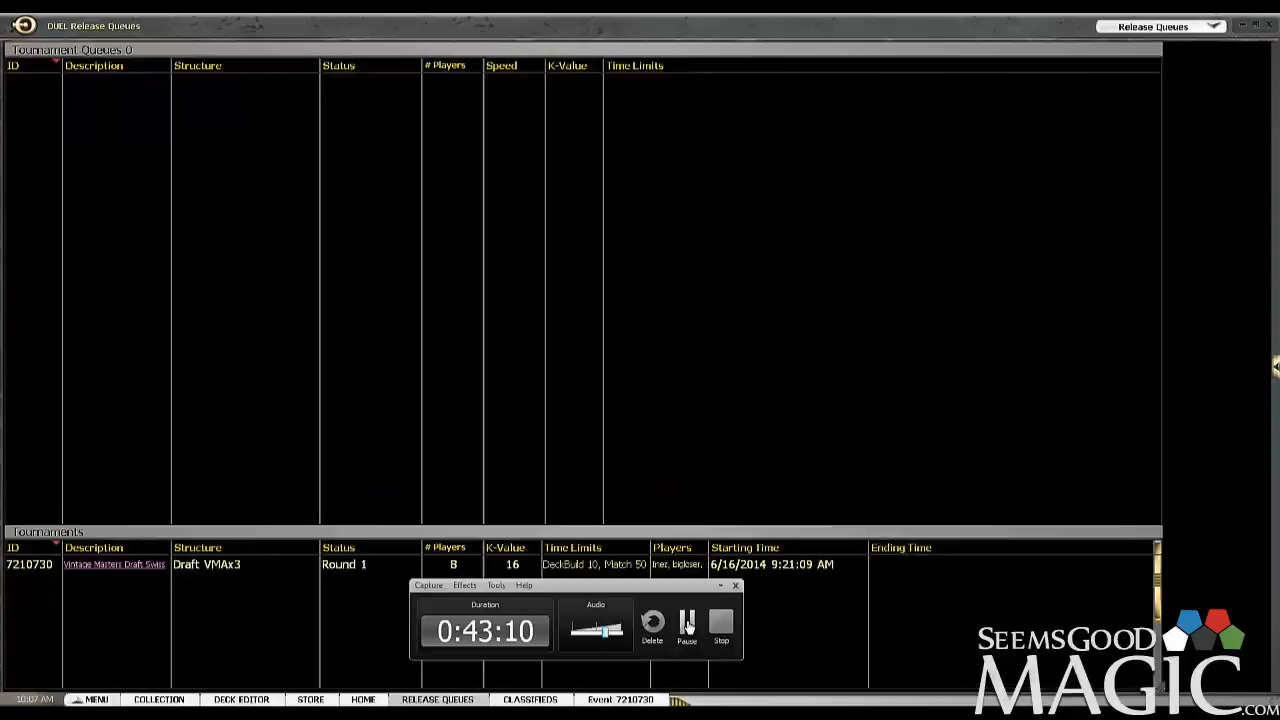 DUEL Release Queues
Release Queues
Tournament Queues 0
ID Description Structure Status # Players Speed K-Value Time Limits
Tournaments
ID Description Structure Status # Players K-Value Time Limits Players Starting Time Ending Time
7210730 Vintage Masters Draft Swiss Draft VMAx3 Round 1 8 16 DeckBuild 10, Match 50 bigloser, 6/16/2014 9:21:09 AM
Capture Effects Tools Help
Duration Audio
0:43:10
Delete Pause Stop
SEEMSGOOD
MAGIC.COM
10:07 AM MENU COLLECTION DECK EDITOR STORE HOME RELEASE QUEUES CLASSIFIEDS Event 7210730